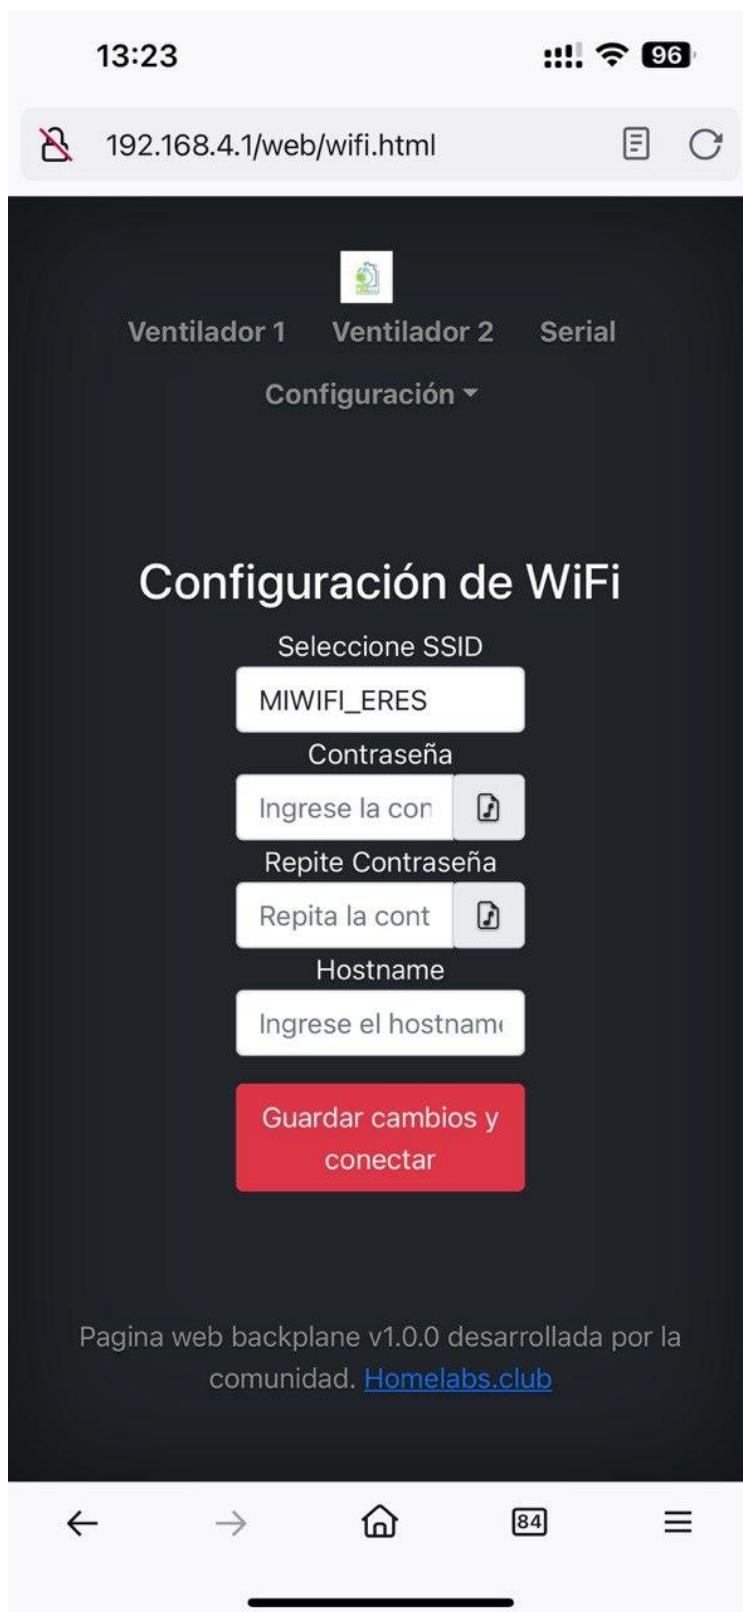 13:23
96
192.168.4.1/web/wifi.html
Ventilador 1 Ventilador 2 Serial
Configuración
Configuración de WiFi
Seleccione SSID
MIWIFI_ERES
Contraseña
Ingrese la con
Repite Contraseña
Repita la cont
Hostname
Ingrese el hostname
Guardar cambios y
conectar
Pagina web backplane v1.0.0 desarrollada por la
comunidad. Homelabs.club
84